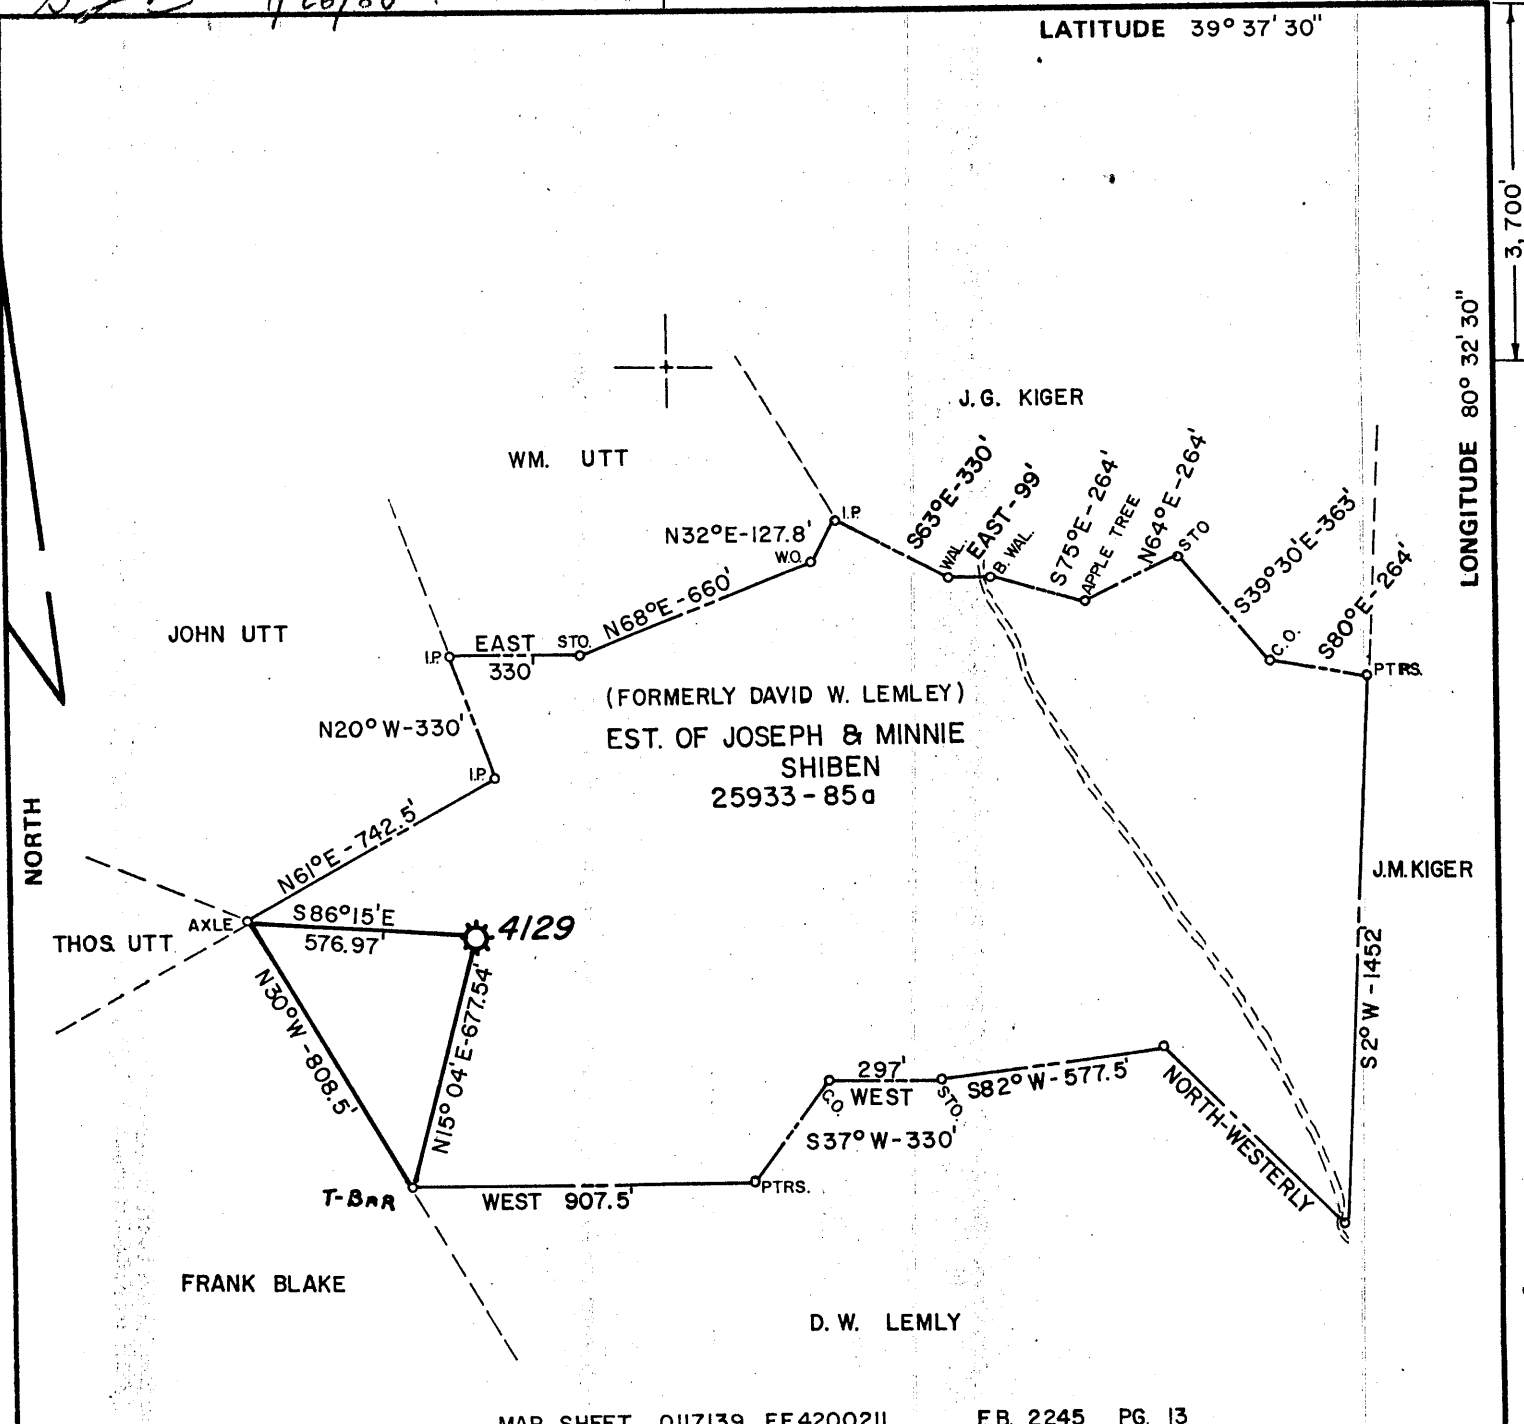 LATITUDE 39° 37' 30"
3,700'
LONGITUDE 80° 32' 30"
J.G. KIGER
WM. UTT
S63°E-330'
EAST-99'
S75°E-264'
APPLE TREE
N64°E-264'
STO
I.P.
N32°E-127.8'
W.O.
WAL.
B. WAL.
S39°30'E-363'
C.O.
S80°E-264'
PTRS.
N68°E-660'
JOHN UTT
I.P.
EAST
330'
STO.
(FORMERLY DAVID W. LEMLEY)
EST. OF JOSEPH & MINNIE
SHIBEN
25933-85a
N20°W-330'
I.P.
NORTH
N61°E-742.5'
J.M. KIGER
AXLE
S86°15'E
576.97'
4129
THOS. UTT
S2°W-1452'
N30°W-808.5'
N15°04'E-677.54'
297'
WEST
C.O.
STO.
S82°W-577.5'
S37°W-330'
NORTH-WESTERLY
T-BAR
WEST 907.5'
PTRS.
FRANK BLAKE
D.W. LEMLY
MAP SHEET 0117139 EE4200211 F.B. 2245 PG. 13